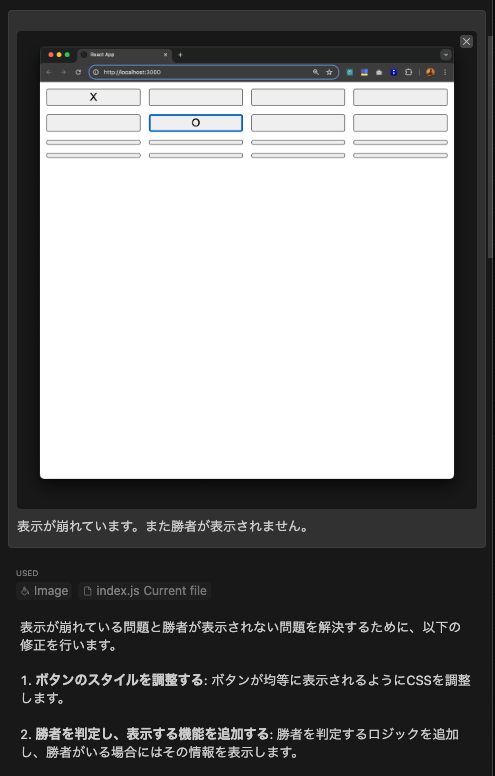 React App
http://localhost:3000
X
O
表示が崩れています。また勝者が表示されません。
USED
Image
index.js Current file
表示が崩れている問題と勝者が表示されない問題を解決するために、以下の
修正を行います。
1. ボタンのスタイルを調整する: ボタンが均等に表示されるようにCSSを調整
します。
2. 勝者を判定し、表示する機能を追加する: 勝者を判定するロジックを追加
し、勝者がいる場合にはその情報を表示します。